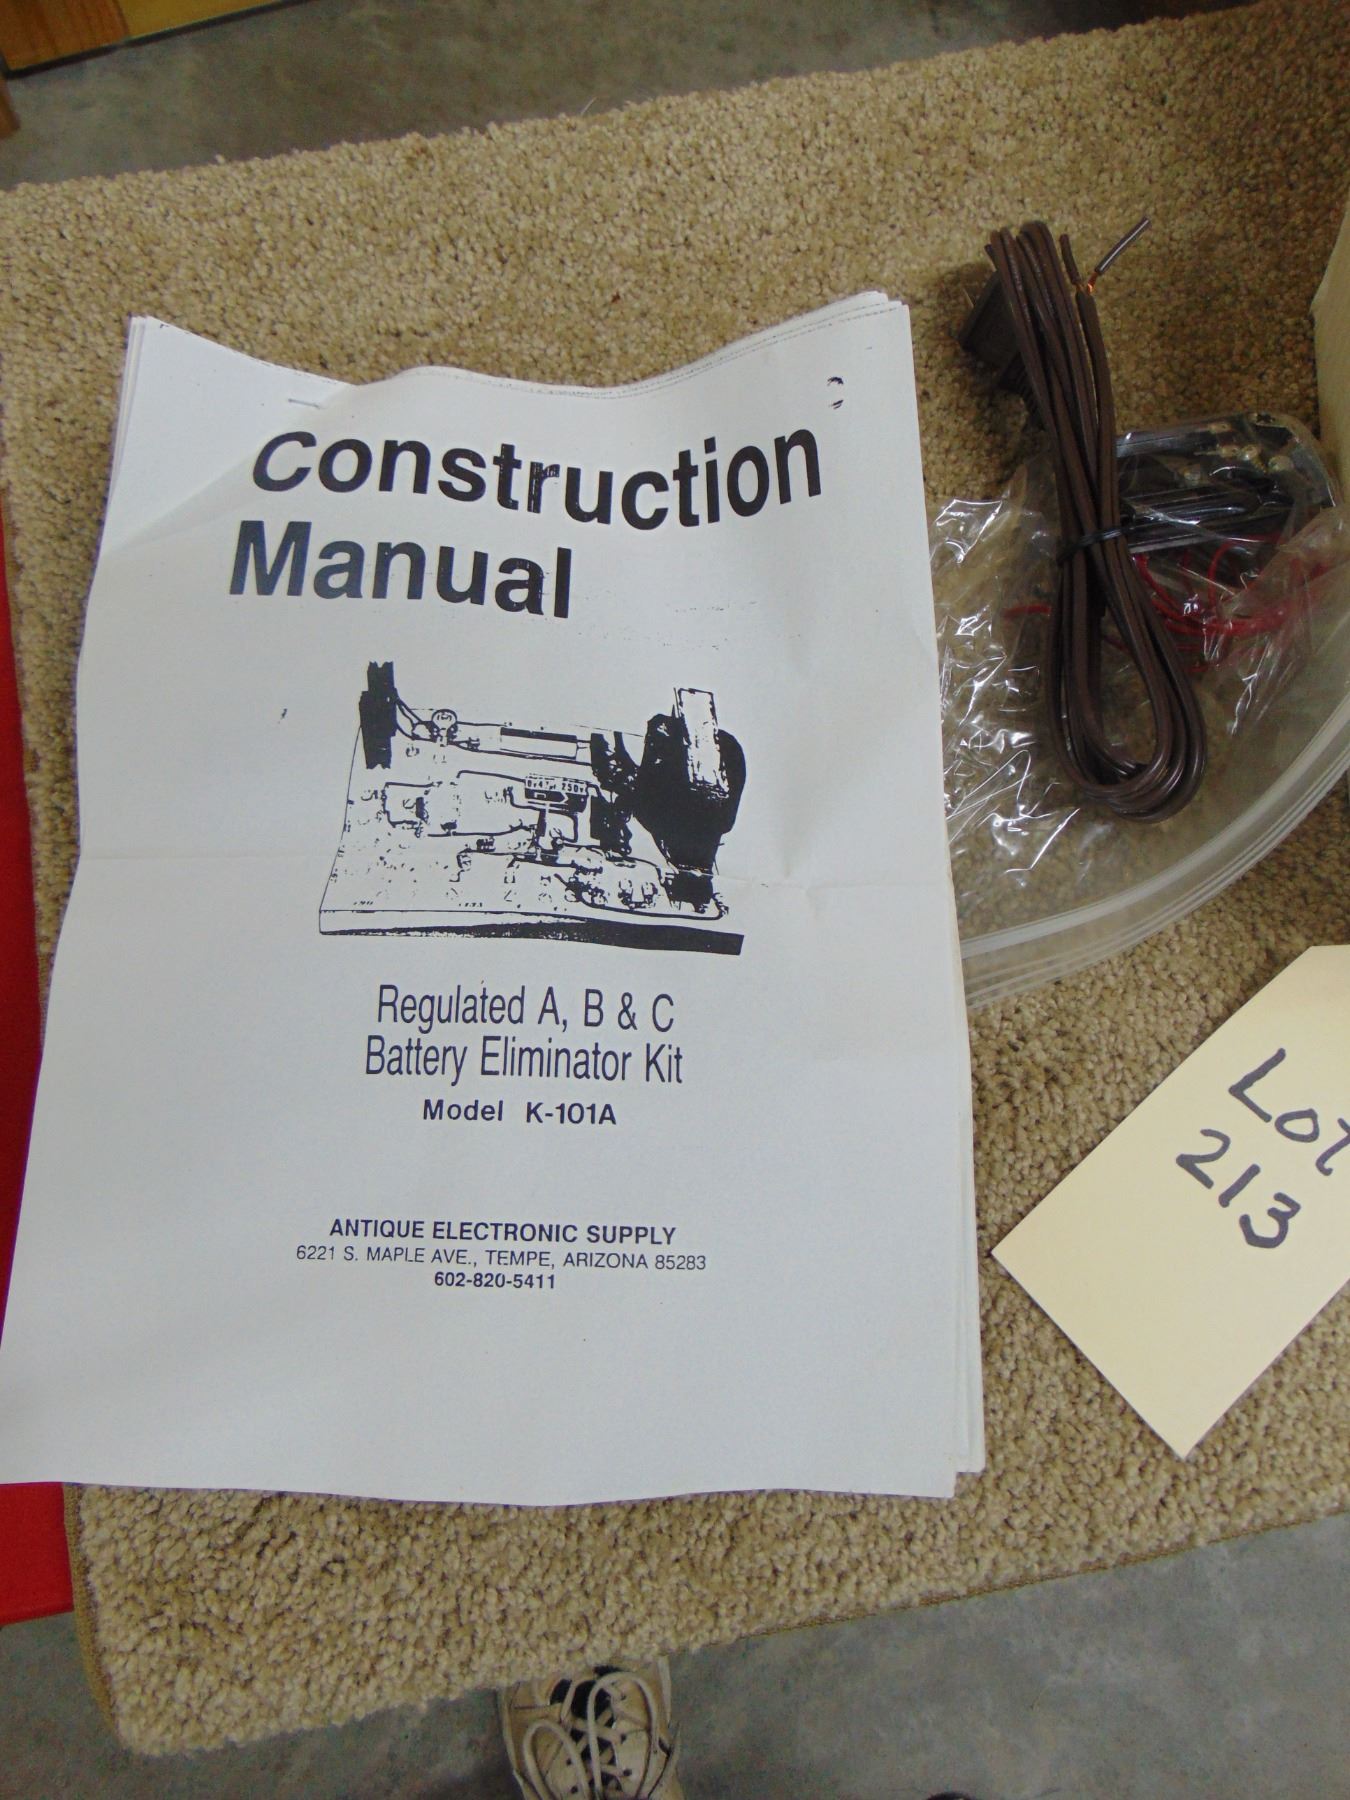 Construction
Manual
Regulated A, B & C
Battery Eliminator Kit
Model K-101A
ANTIQUE ELECTRONIC SUPPLY
6221 S. MAPLE AVE., TEMPE, ARIZONA 85283
602-820-5411
Lot
213